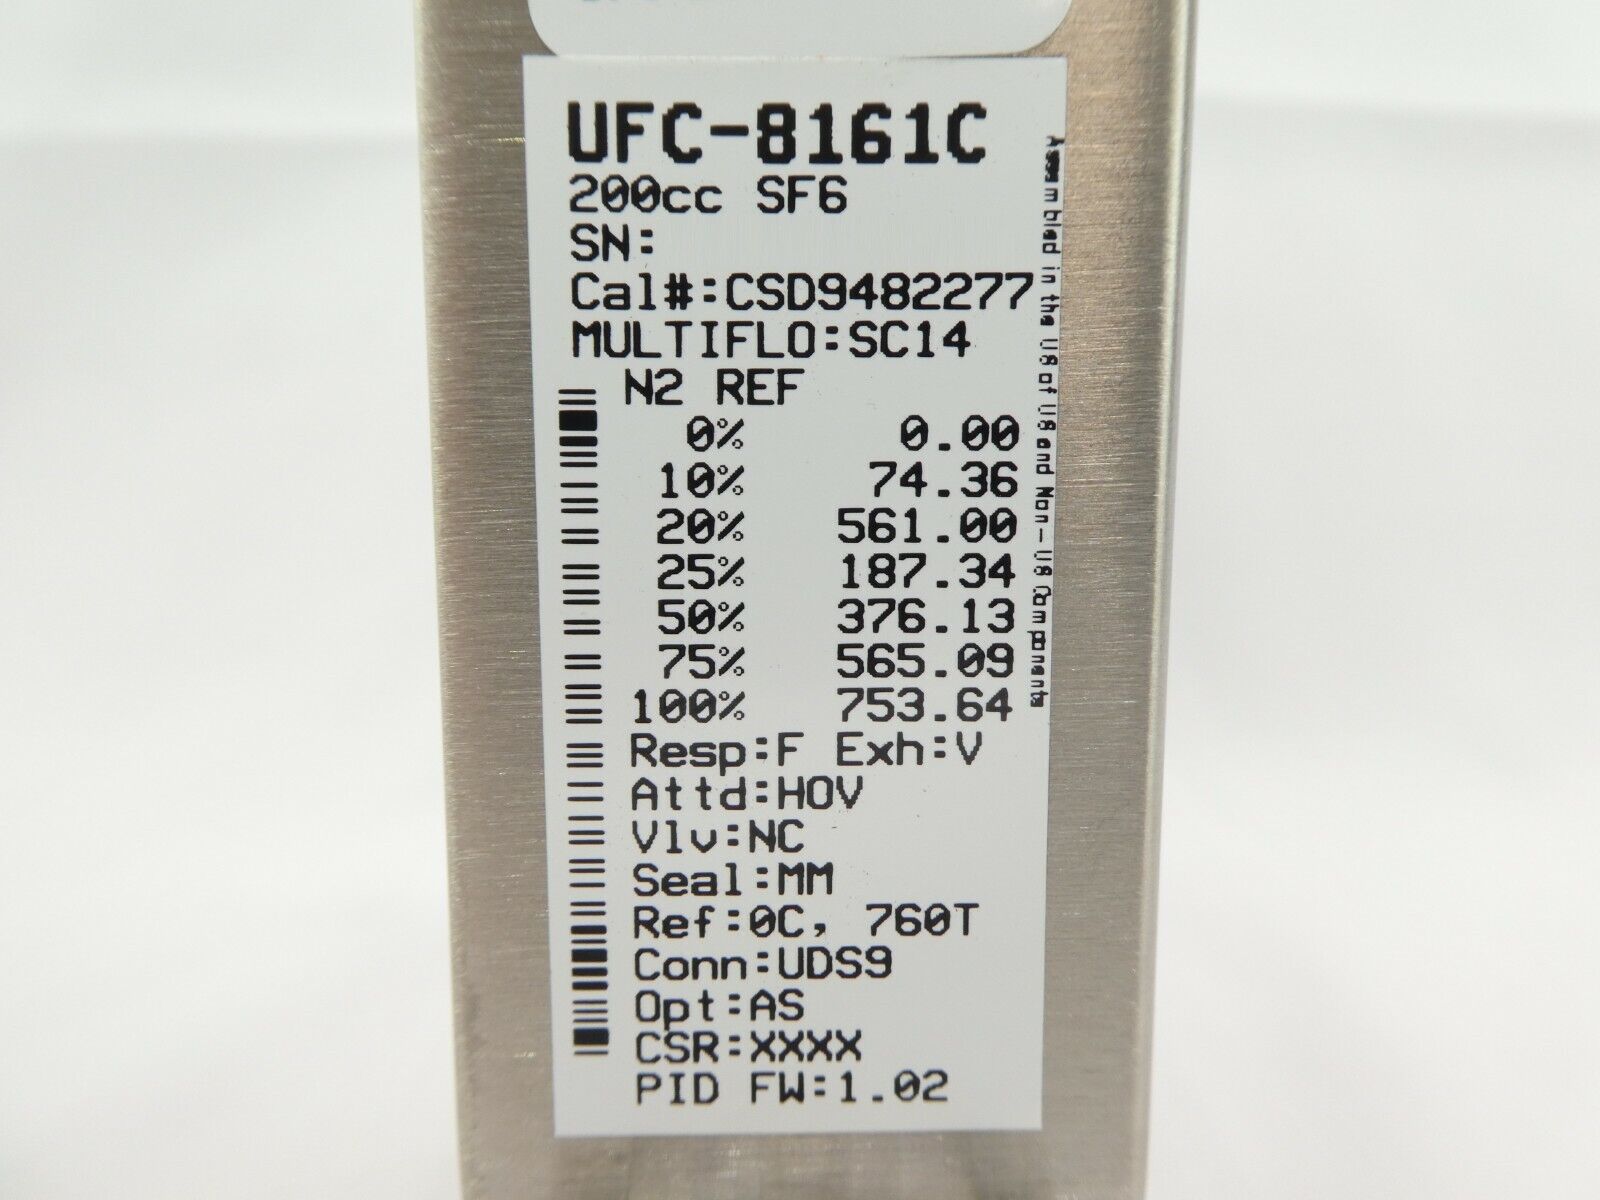 UFC-8161C
200cc SF6
SN:
Cal#:CSD9482277
MULTIFLO:SC14
N2 REF
0% 0.00
10% 74.36
20% 561.00
25% 187.34
50% 376.13
75% 565.09
100% 753.64
Resp:F Exh:V
Attd:HOV
Vlv:NC
Seal:MM
Ref:0C, 760T
Conn:UDS9
Opt:AS
CSR:XXXX
PID FW:1.02
Assembled in the US of US and Non-US Components